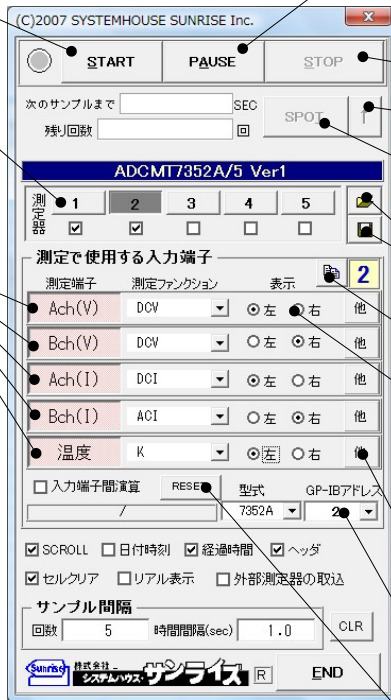 (C)2007 SYSTEMHOUSE SUNRISE Inc.
START PAUSE STOP
次のサンプルまで SEC
残り回数 回
SPOT ↑
ADCMT7352A/5 Ver1
測定器 1 2 3 4 5
測定で使用する入力端子
測定端子 測定ファンクション 表示 2
Ach(V) DCV 左 右 他
Bch(V) DCV 左 右 他
Ach(I) DCI 左 右 他
Bch(I) ACI 左 右 他
温度 K 左 右 他
入力端子間演算 RESET 型式 GP-IBアドレス
/ 7352A 2
SCROLL 日付時刻 経過時間 ヘッダ
セルクリア リアル表示 外部測定器の取込
サンプル間隔
回数 5 時間間隔(sec) 1.0 CLR
Sunrise 株式会社 システムハウス・サンライズ R END